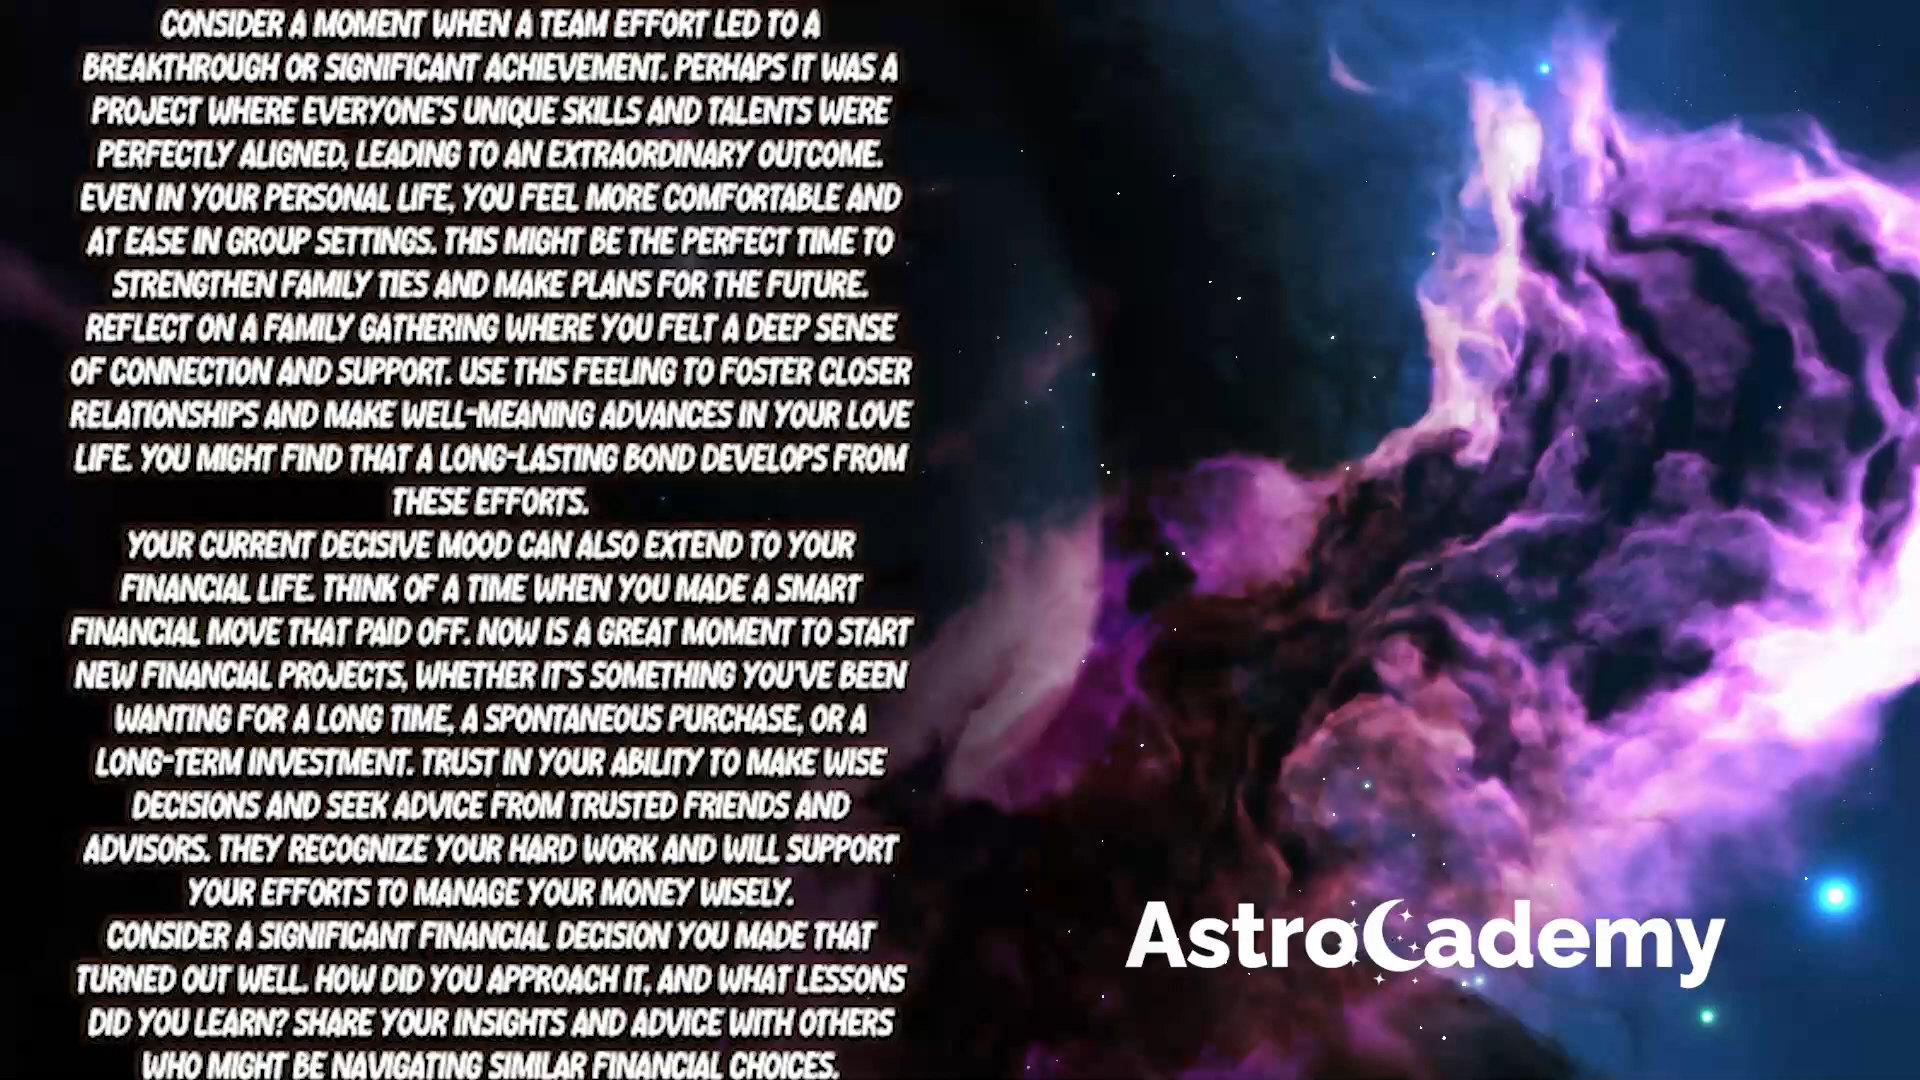 CONSIDER A MOMENT WHEN A TEAM EFFORT LED TO A
BREAKTHROUGH OR SIGNIFICANT ACHIEVEMENT. PERHAPS IT WAS A
PROJECT WHERE EVERYONE'S UNIQUE SKILLS AND TALENTS WERE
PERFECTLY ALIGNED, LEADING TO AN EXTRAORDINARY OUTCOME.
EVEN IN YOUR PERSONAL LIFE, YOU FEEL MORE COMFORTABLE AND
AT EASE IN GROUP SETTINGS. THIS MIGHT BE THE PERFECT TIME TO
STRENGTHEN FAMILY TIES AND MAKE PLANS FOR THE FUTURE.
REFLECT ON A FAMILY GATHERING WHERE YOU FELT A DEEP SENSE
OF CONNECTION AND SUPPORT. USE THIS FEELING TO FOSTER CLOSER
RELATIONSHIPS AND MAKE WELL-MEANING ADVANCES IN YOUR LOVE
LIFE. YOU MIGHT FIND THAT A LONG-LASTING BOND DEVELOPS FROM
THESE EFFORTS.
YOUR CURRENT DECISIVE MOOD CAN ALSO EXTEND TO YOUR
FINANCIAL LIFE. THINK OF A TIME WHEN YOU MADE A SMART
FINANCIAL MOVE THAT PAID OFF. NOW IS A GREAT MOMENT TO START
NEW FINANCIAL PROJECTS, WHETHER IT'S SOMETHING YOU'VE BEEN
WANTING FOR A LONG TIME, A SPONTANEOUS PURCHASE, OR A
LONG-TERM INVESTMENT. TRUST IN YOUR ABILITY TO MAKE WISE
DECISIONS AND SEEK ADVICE FROM TRUSTED FRIENDS AND
ADVISORS. THEY RECOGNIZE YOUR HARD WORK AND WILL SUPPORT
YOUR EFFORTS TO MANAGE YOUR MONEY WISELY.
CONSIDER A SIGNIFICANT FINANCIAL DECISION YOU MADE THAT
TURNED OUT WELL. HOW DID YOU APPROACH IT, AND WHAT LESSONS
DID YOU LEARN? SHARE YOUR INSIGHTS AND ADVICE WITH OTHERS
WHO MIGHT BE NAVIGATING SIMILAR FINANCIAL CHOICES.
AstroCademy